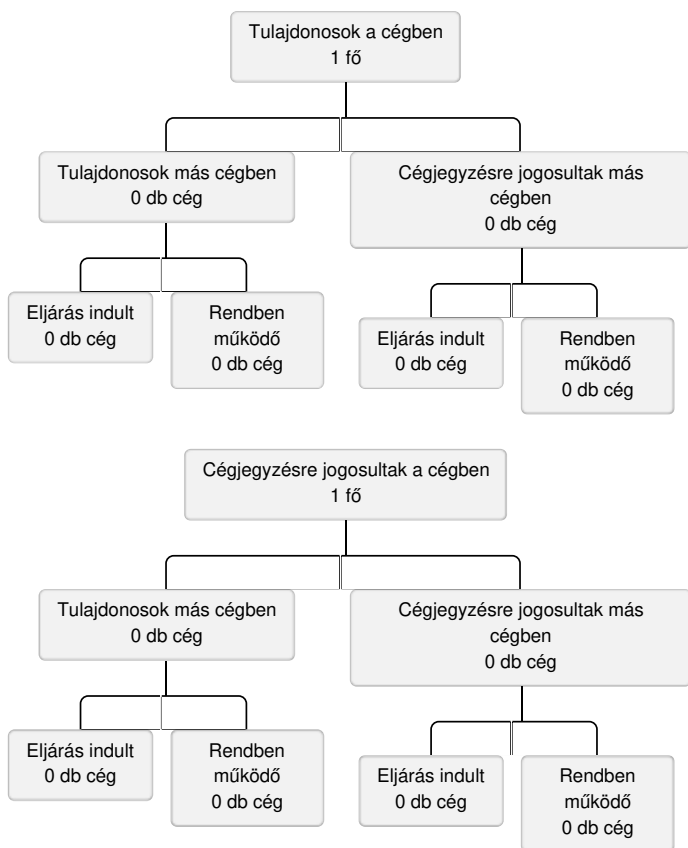 Tulajdonosok a cégben
1 fő
Tulajdonosok más cégben
0 db cég
Cégjegyzésre jogosultak más
cégben
0 db cég
Eljárás indult
0 db cég
Rendben
működő
0 db cég
Eljárás indult
0 db cég
Rendben
működő
0 db cég
Cégjegyzésre jogosultak a cégben
1 fő
Tulajdonosok más cégben
0 db cég
Cégjegyzésre jogosultak más
cégben
0 db cég
Eljárás indult
0 db cég
Rendben
működő
0 db cég
Eljárás indult
0 db cég
Rendben
működő
0 db cég